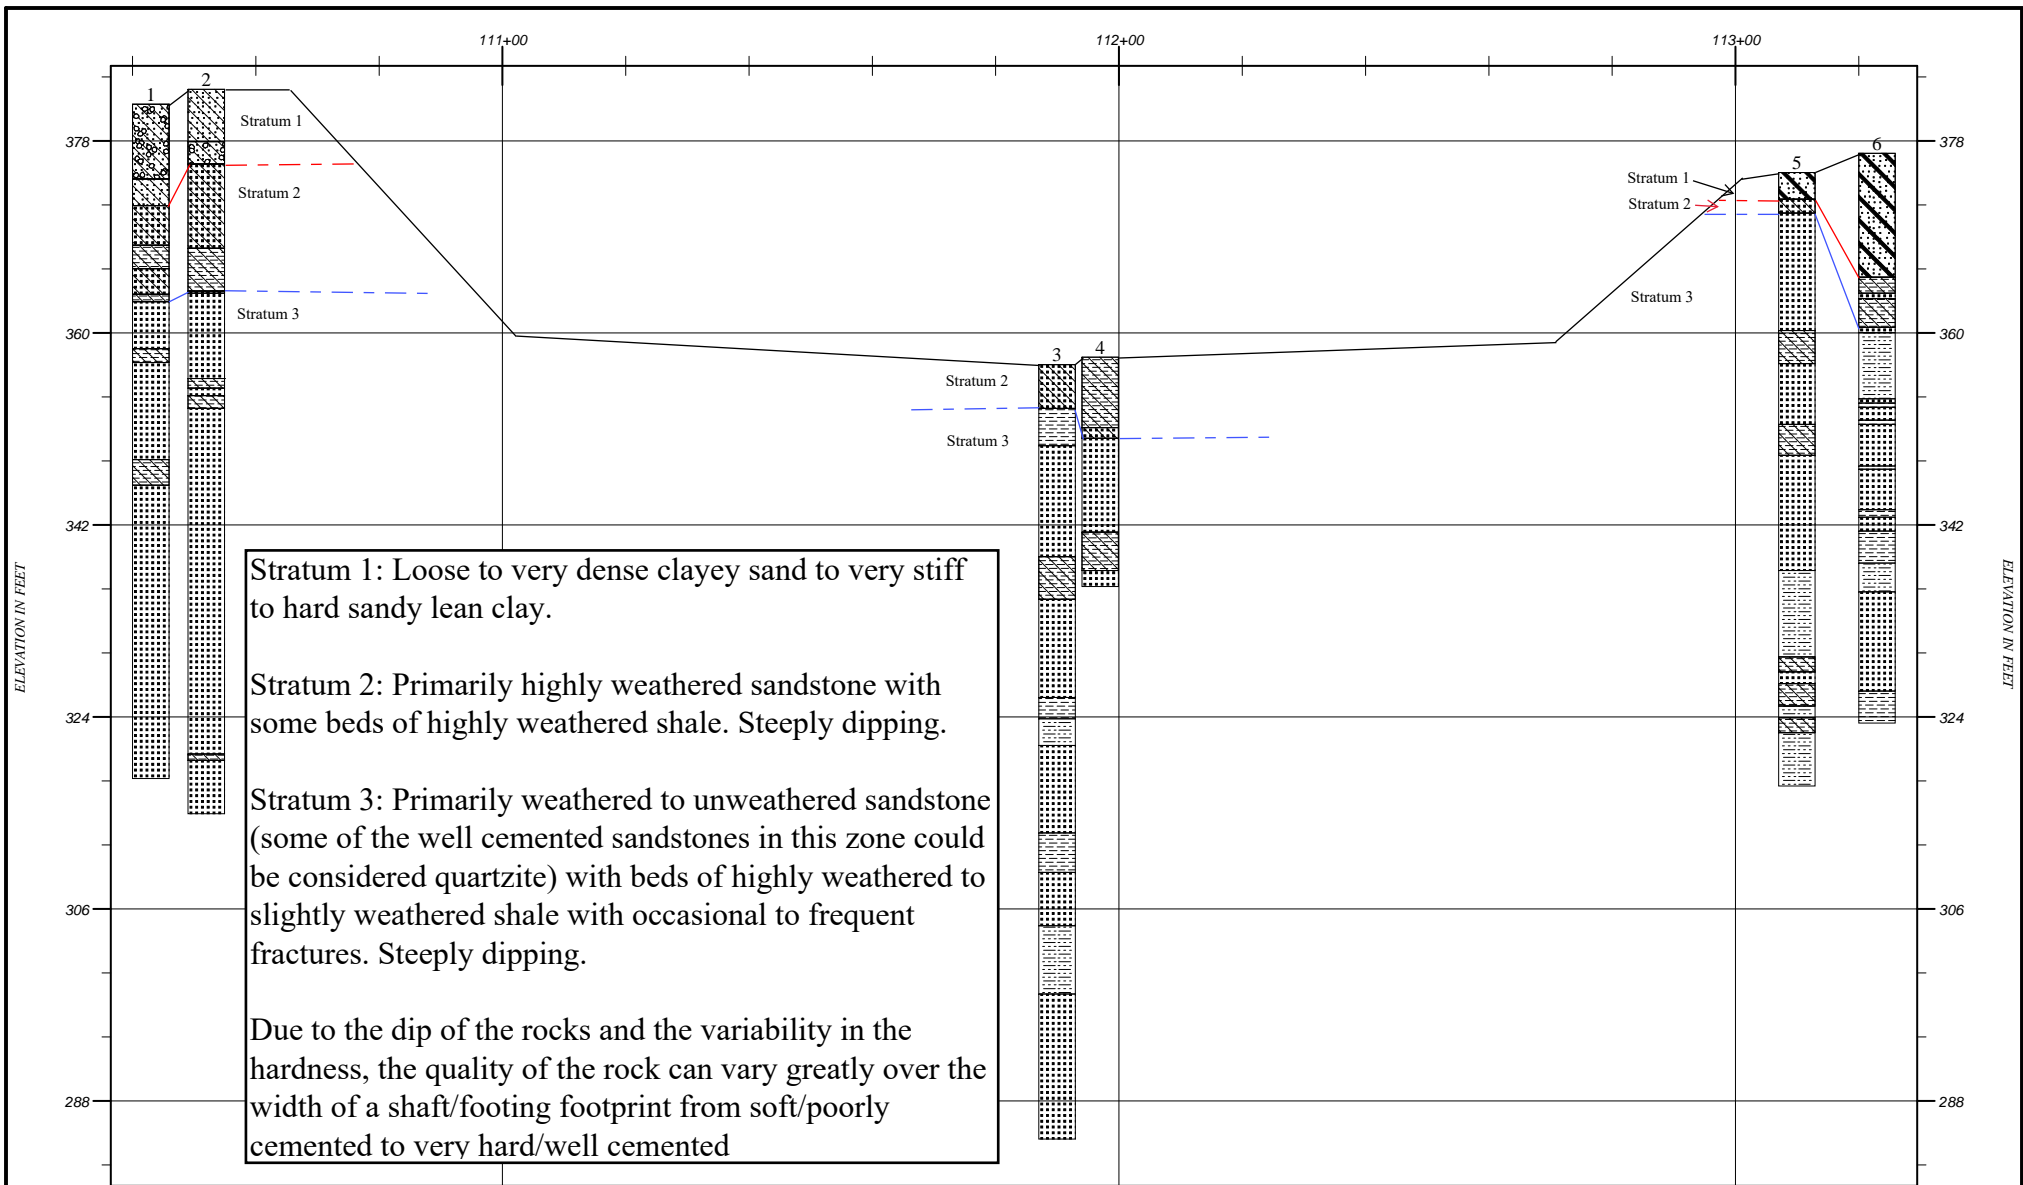 111+00 112+00 113+00
1 2
Stratum 1
378 378
6
5
Stratum 1
Stratum 2
Stratum 2
Stratum 3
Stratum 3
360 360
3 4
Stratum 2
Stratum 3
342 342
ELEVATION IN FEET
ELEVATION IN FEET
Stratum 1: Loose to very dense clayey sand to very stiff
to hard sandy lean clay.
Stratum 2: Primarily highly weathered sandstone with
some beds of highly weathered shale. Steeply dipping.
324 324
Stratum 3: Primarily weathered to unweathered sandstone
(some of the well cemented sandstones in this zone could
be considered quartzite) with beds of highly weathered to
slightly weathered shale with occasional to frequent
fractures. Steeply dipping.
306 306
Due to the dip of the rocks and the variability in the
hardness, the quality of the rock can vary greatly over the
width of a shaft/footing footprint from soft/poorly
cemented to very hard/well cemented
288 288